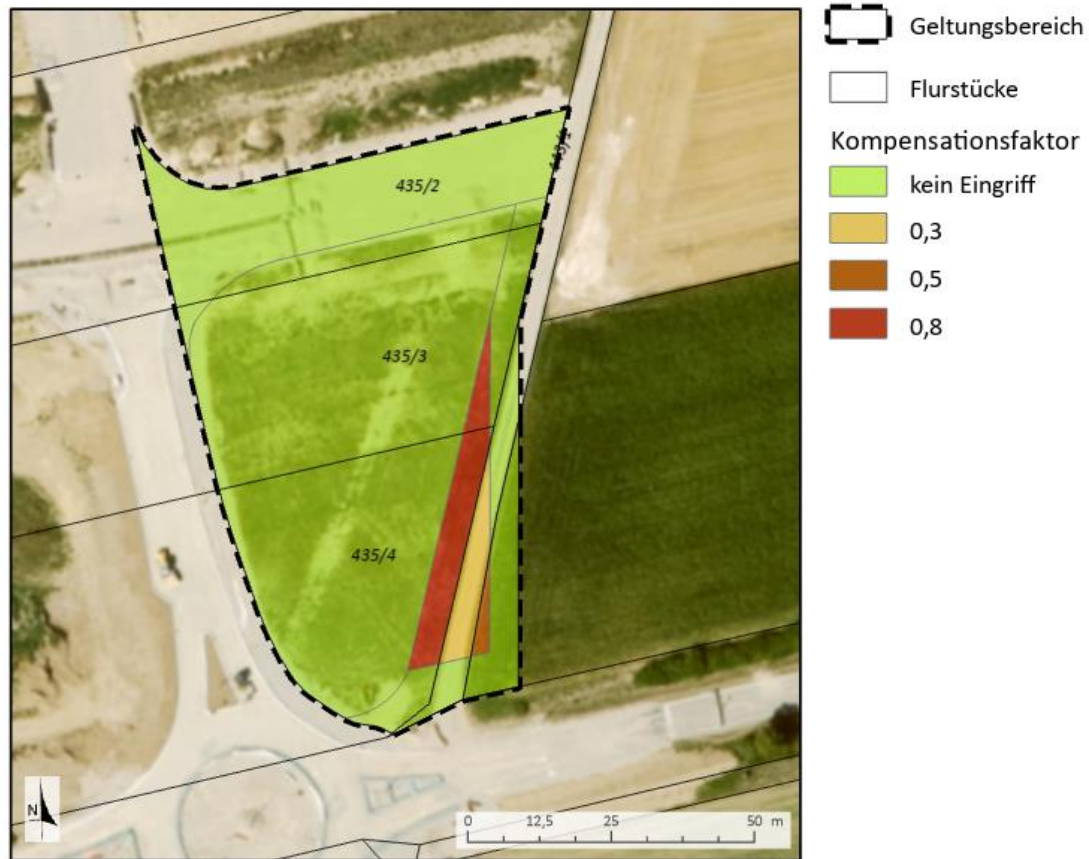 Geltungsbereich
Flurstücke
Kompensationsfaktor
kein Eingriff
0,3
0,5
0,8
435/2
435/3
435/4
N
0 12,5 25 50 m